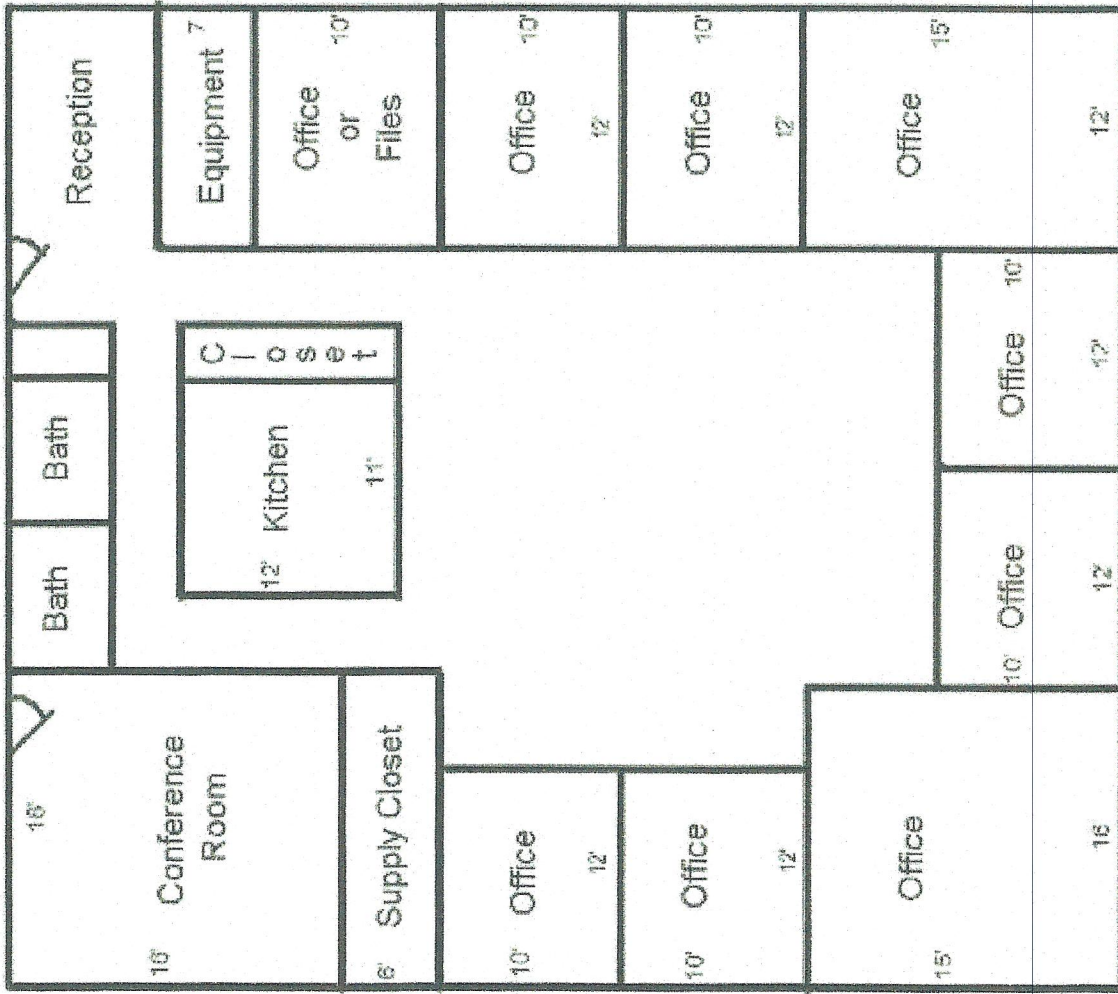 Bath
Bath
Reception
16'
Conference
Room
16'
12'
Kitchen
11'
Closet
Equipment 7
Office
or
Files
10'
6'
Supply Closet
10'
Office
12'
Office
10'
12'
10'
Office
12'
Office
10'
12'
Office
15'
16
10'
Office
12'
Office
10'
12'
Office
15'
12'